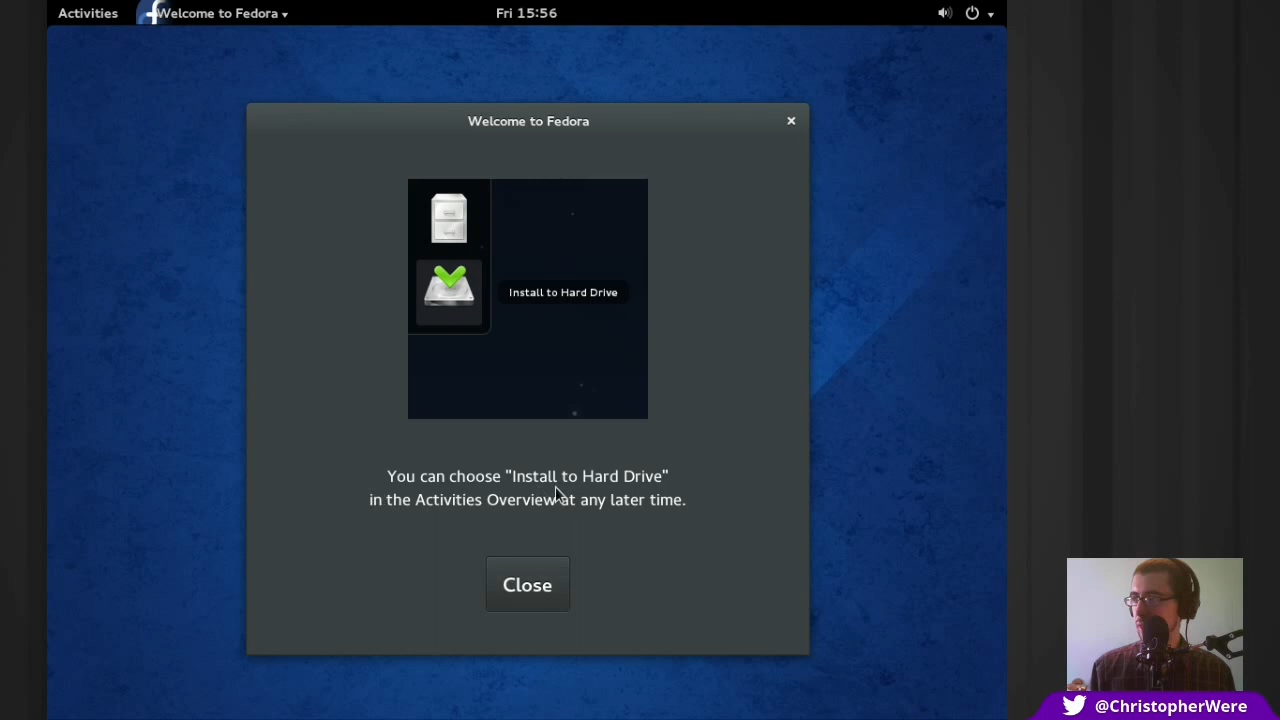 Activities
Welcome to Fedora
Fri 15:56
Welcome to Fedora
Install to Hard Drive
You can choose "Install to Hard Drive"
in the Activities Overview at any later time.
Close
@ChristopherWere